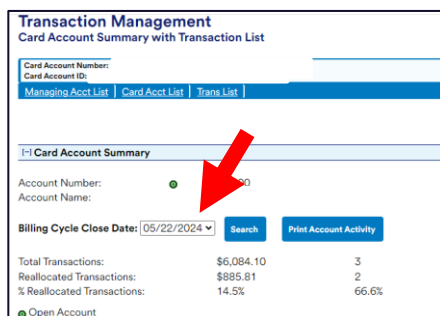 Transaction Management
Card Account Summary with Transaction List
Card Account Number:
Card Account ID:
Managing Acct List | Card Acct List | Trans List |
[-] Card Account Summary
Account Number:
Account Name:
Billing Cycle Close Date: 05/22/2024 Search Print Account Activity
Total Transactions: $6,084.10 3
Reallocated Transactions: $885.81 2
% Reallocated Transactions: 14.5% 66.6%
Open Account